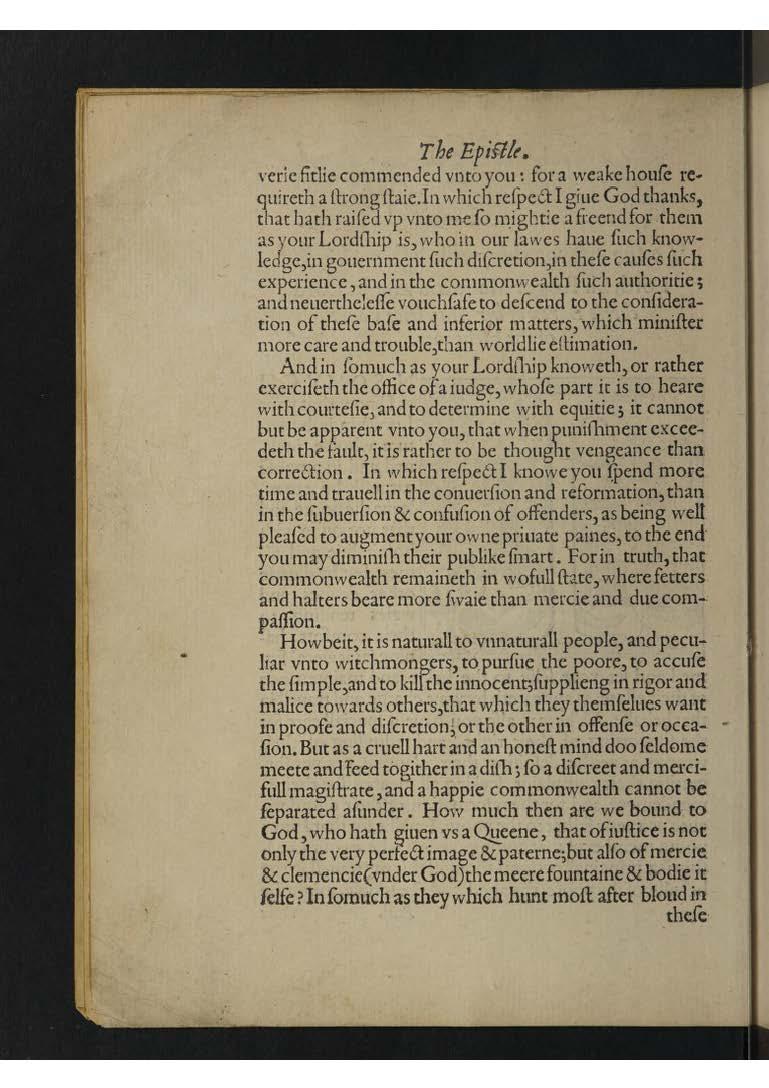 The Epiſtle.
verie fitlie commended vnto you: for a weake houſe re-
quireth a ſtrong ſtaie. In which reſpect I giue God thanks,
that hath raiſed vp vnto me ſo mightie a freend for them
as your Lordſhip is, who in our lawes haue ſuch know-
ledge, in gouernment ſuch diſcretion, in theſe cauſes ſuch
experience, and in the commonwealth ſuch authoritie;
and neuertheleſſe vouchſafe to deſcend to the conſidera-
tion of theſe baſe and inferior matters, which miniſter
more care and trouble, than worldlie eſtimation.
And in ſomuch as your Lordſhip knoweth, or rather
exerciſeth the office of a iudge, whoſe part it is to heare
with courteſie, and to determine with equitie; it cannot
but be apparent vnto you, that when puniſhment excee-
deth the fault, it is rather to be thought vengeance than
correction. In which reſpect I knowe you ſpend more
time and trauell in the conuerſion and reformation, than
in the ſubuerſion & confuſion of offenders, as being well
pleaſed to augment your owne priuate paines, to the end
you may diminiſh their publike ſmart. For in truth, that
commonwealth remaineth in wofull ſtate, where fetters
and halters beare more ſwaie than mercie and due com-
paſſion.
Howbeit, it is naturall to vnnaturall people, and pecu-
liar vnto witchmongers, to purſue the poore, to accuſe
the ſimple, and to kill the innocent; ſupplieng in rigor and
malice towards others, that which they themſelues want
in proofe and diſcretion, or the other in offenſe or occa-
ſion. But as a cruell hart and an honeſt mind doo ſeldome
meete and feed togither in a diſh; ſo a diſcreet and merci-
full magiſtrate, and a happie commonwealth cannot be
ſeparated aſunder. How much then are we bound to
God, who hath giuen vs a Queene, that of iuſtice is not
only the very perfect image & paterne; but alſo of mercie
& clemencie (vnder God) the meere fountaine & bodie it
ſelfe? In ſomuch as they which hunt moſt after bloud in
theſe